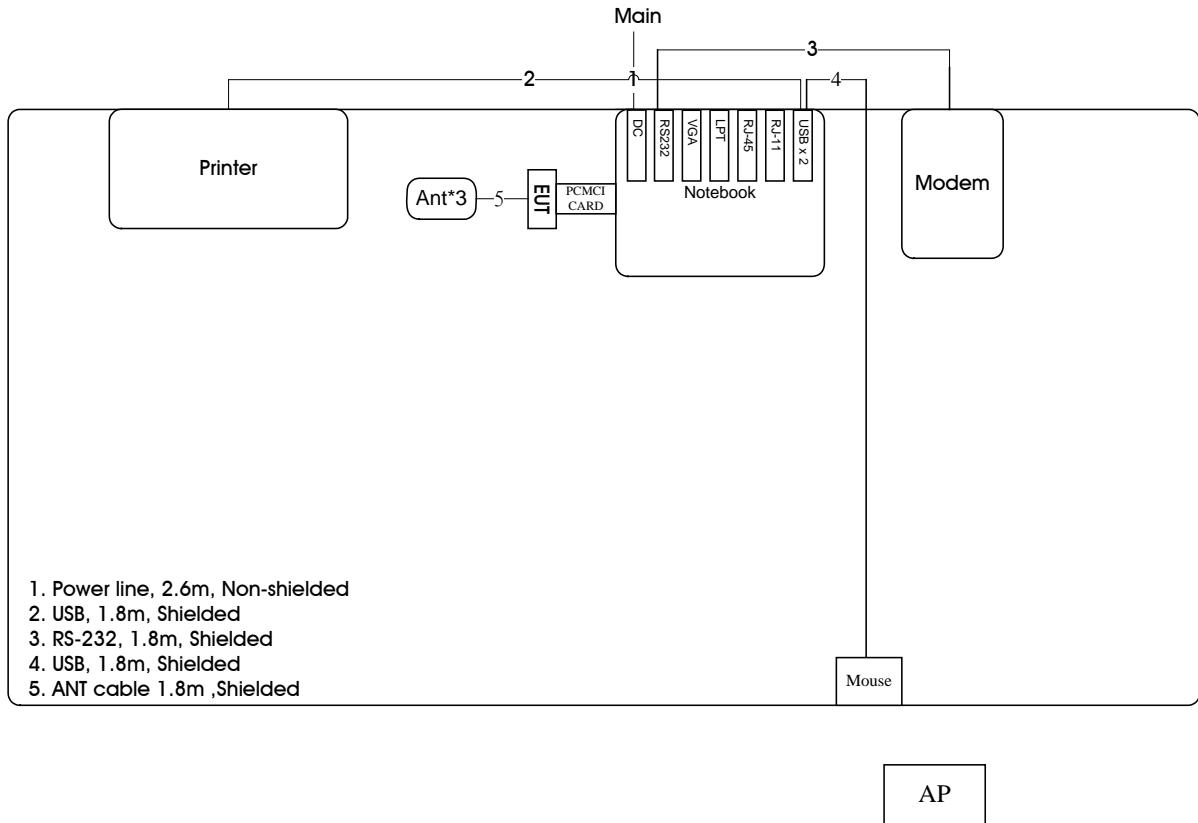 Main
3
2
1
4
DC
RS232
VGA
LPT
RJ-45
RJ-11
USB x 2
Printer
Ant*3
5
EUT
PCMCI
CARD
Notebook
Modem
1. Power line, 2.6m, Non-shielded
2. USB, 1.8m, Shielded
3. RS-232, 1.8m, Shielded
4. USB, 1.8m, Shielded
5. ANT cable 1.8m ,Shielded
Mouse
AP